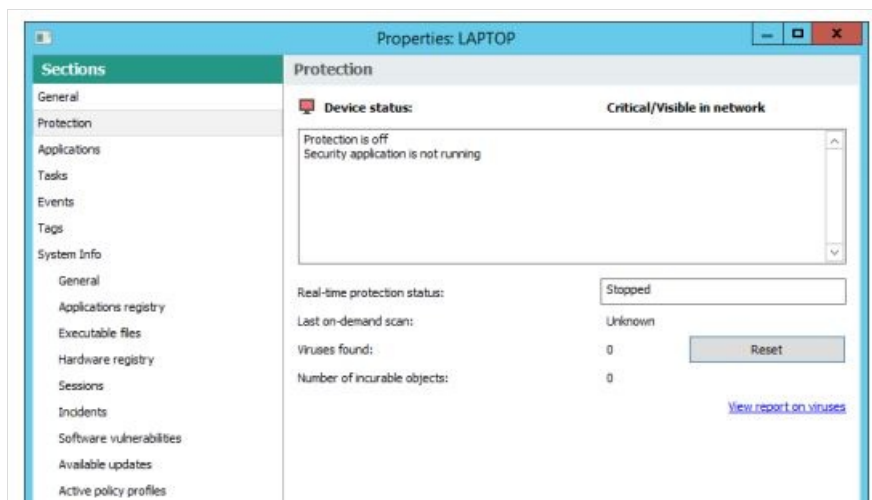 Properties: LAPTOP
Sections
General
Protection
Applications
Tasks
Events
Tags
System Info
General
Applications registry
Executable files
Hardware registry
Sessions
Incidents
Software vulnerabilities
Available updates
Active policy profiles
Protection
Device status: Critical/Visible in network
Protection is off
Security application is not running
Real-time protection status: Stopped
Last on-demand scan: Unknown
Viruses found: 0 Reset
Number of incurable objects: 0
View report on viruses